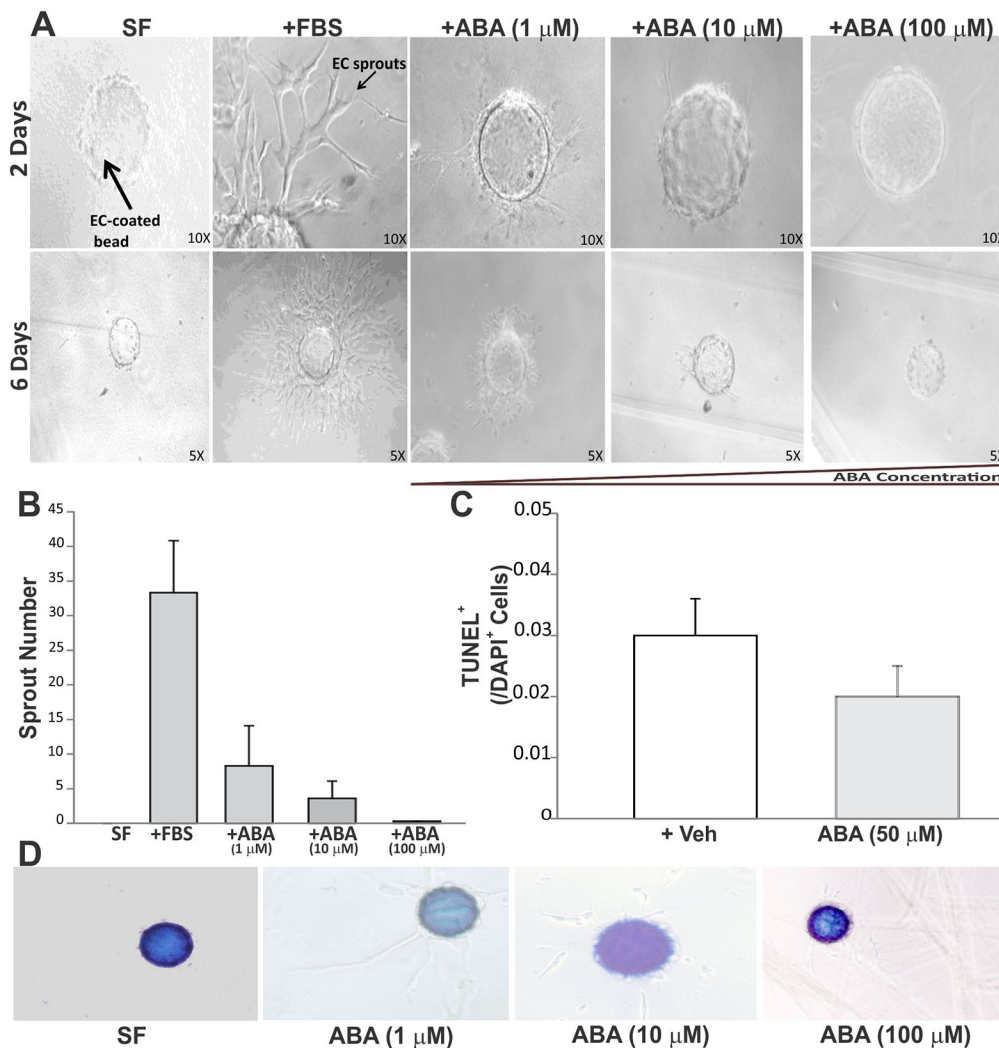 A
SF
+FBS
+ABA (1 µM)
+ABA (10 µM)
+ABA (100 µM)
2 Days
EC-coated
bead
10X
EC sprouts
10X
10X
10X
10X
6 Days
5X
5X
5X
5X
5X
ABA Concentration
B
Sprout Number
45
40
35
30
25
20
15
10
5
0
SF
+FBS
+ABA
(1 µM)
+ABA
(10 µM)
+ABA
(100 µM)
C
TUNEL+
(/DAPI+ Cells)
0.05
0.04
0.03
0.02
0.01
0
+ Veh
ABA (50 µM)
D
SF
ABA (1 µM)
ABA (10 µM)
ABA (100 µM)